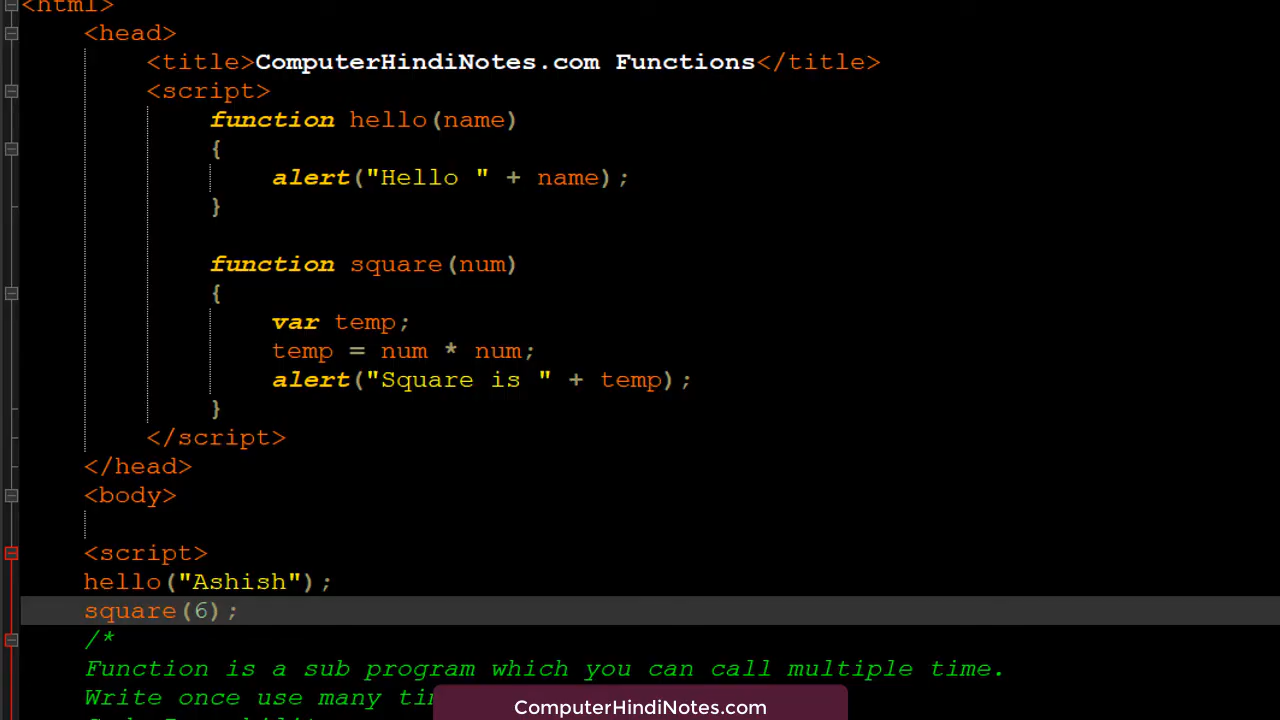 <html>
<head>
<title>ComputerHindiNotes.com Functions</title>
<script>
function hello(name)
{
alert("Hello " + name);
}
function square(num)
{
var temp;
temp = num * num;
alert("Square is " + temp);
}
</script>
</head>
<body>
<script>
hello("Ashish");
square(6);
/*
Function is a sub program which you can call multiple time.
Write once use many
ComputerHindiNotes.com